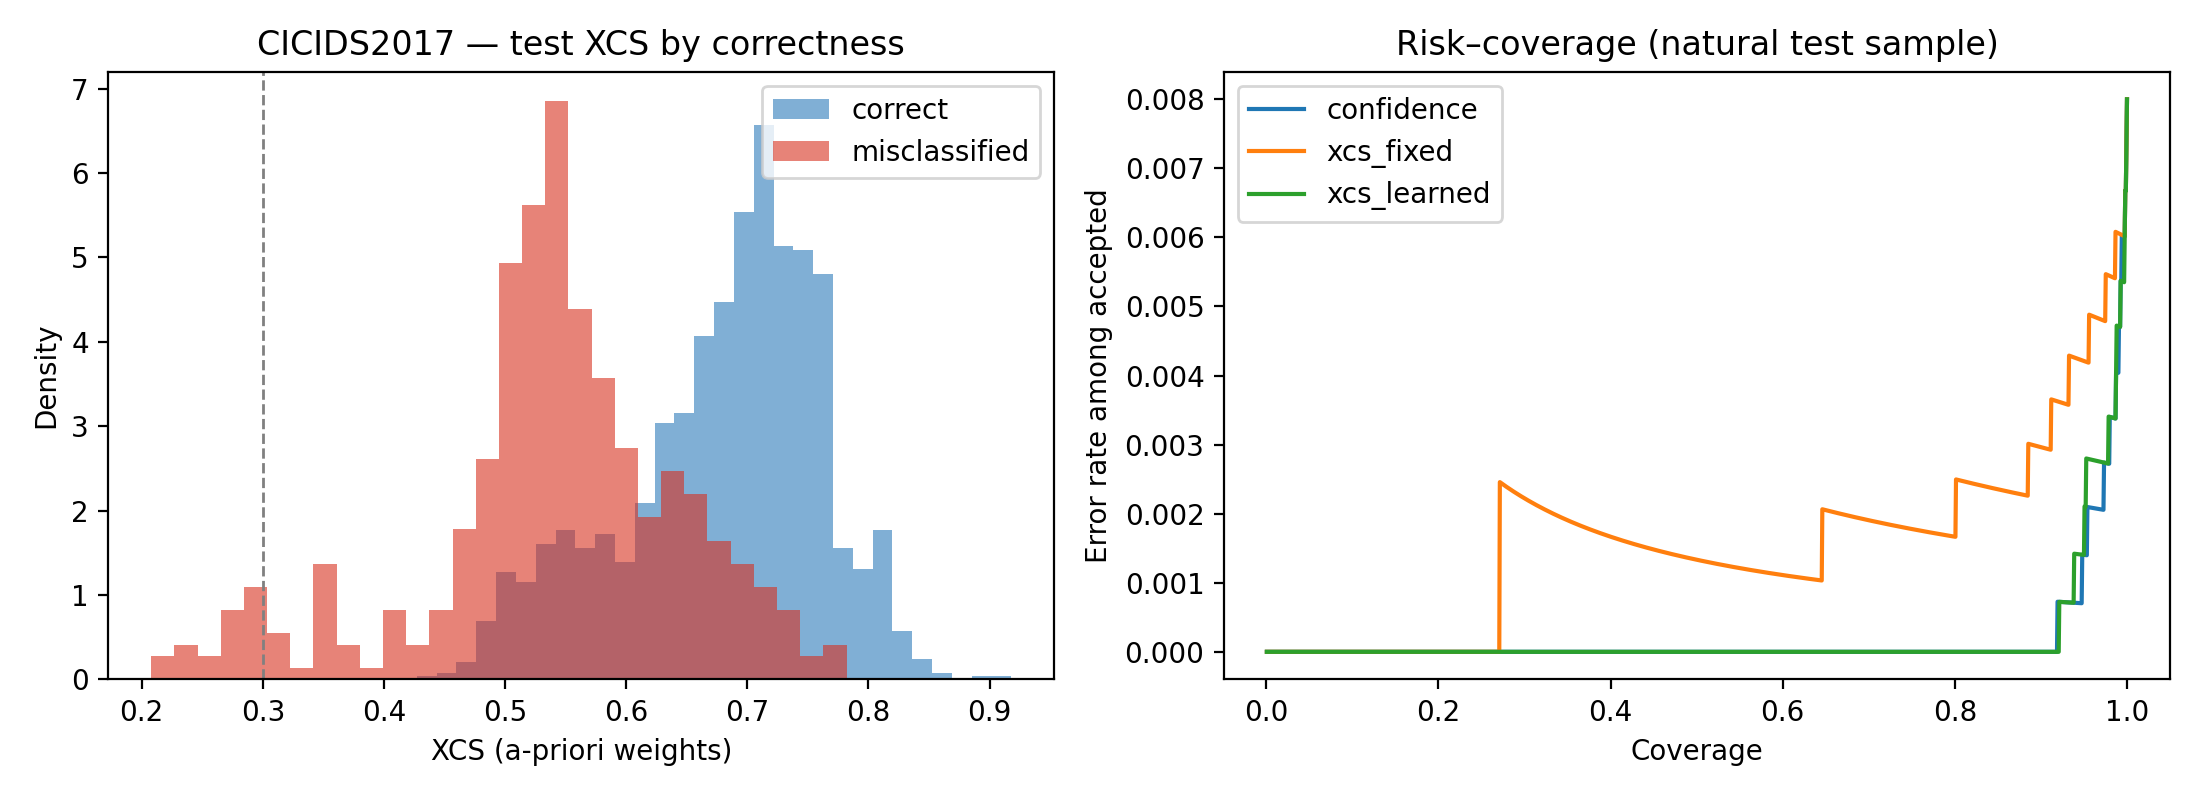 CICIDS2017 — test XCS by correctness
correct
misclassified
7
6
5
4
3
2
1
0
Density
0.2 0.3 0.4 0.5 0.6 0.7 0.8 0.9
XCS (a-priori weights)
Risk–coverage (natural test sample)
confidence
xcs_fixed
xcs_learned
0.008
0.007
0.006
0.005
0.004
0.003
0.002
0.001
0.000
Error rate among accepted
0.0 0.2 0.4 0.6 0.8 1.0
Coverage